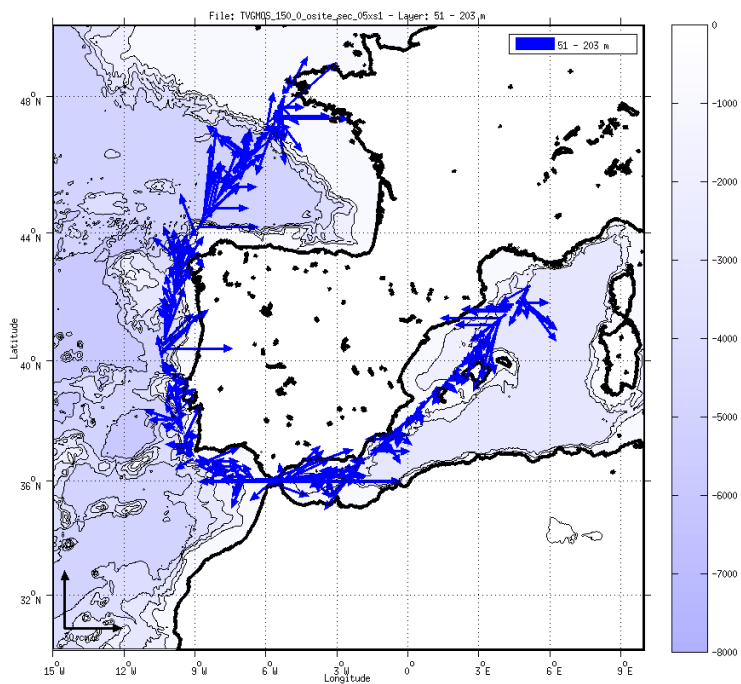 File: TVGMOS_150_0_osite_sec_05xs1 - Layer: 51 - 203 m
51 - 203 m
0
-1000
-2000
-3000
-4000
-5000
-6000
-7000
-8000
48°N
44°N
40°N
36°N
32°N
Latitude
15°W
12°W
9°W
6°W
3°W
0°
3°E
6°E
9°E
Longitude